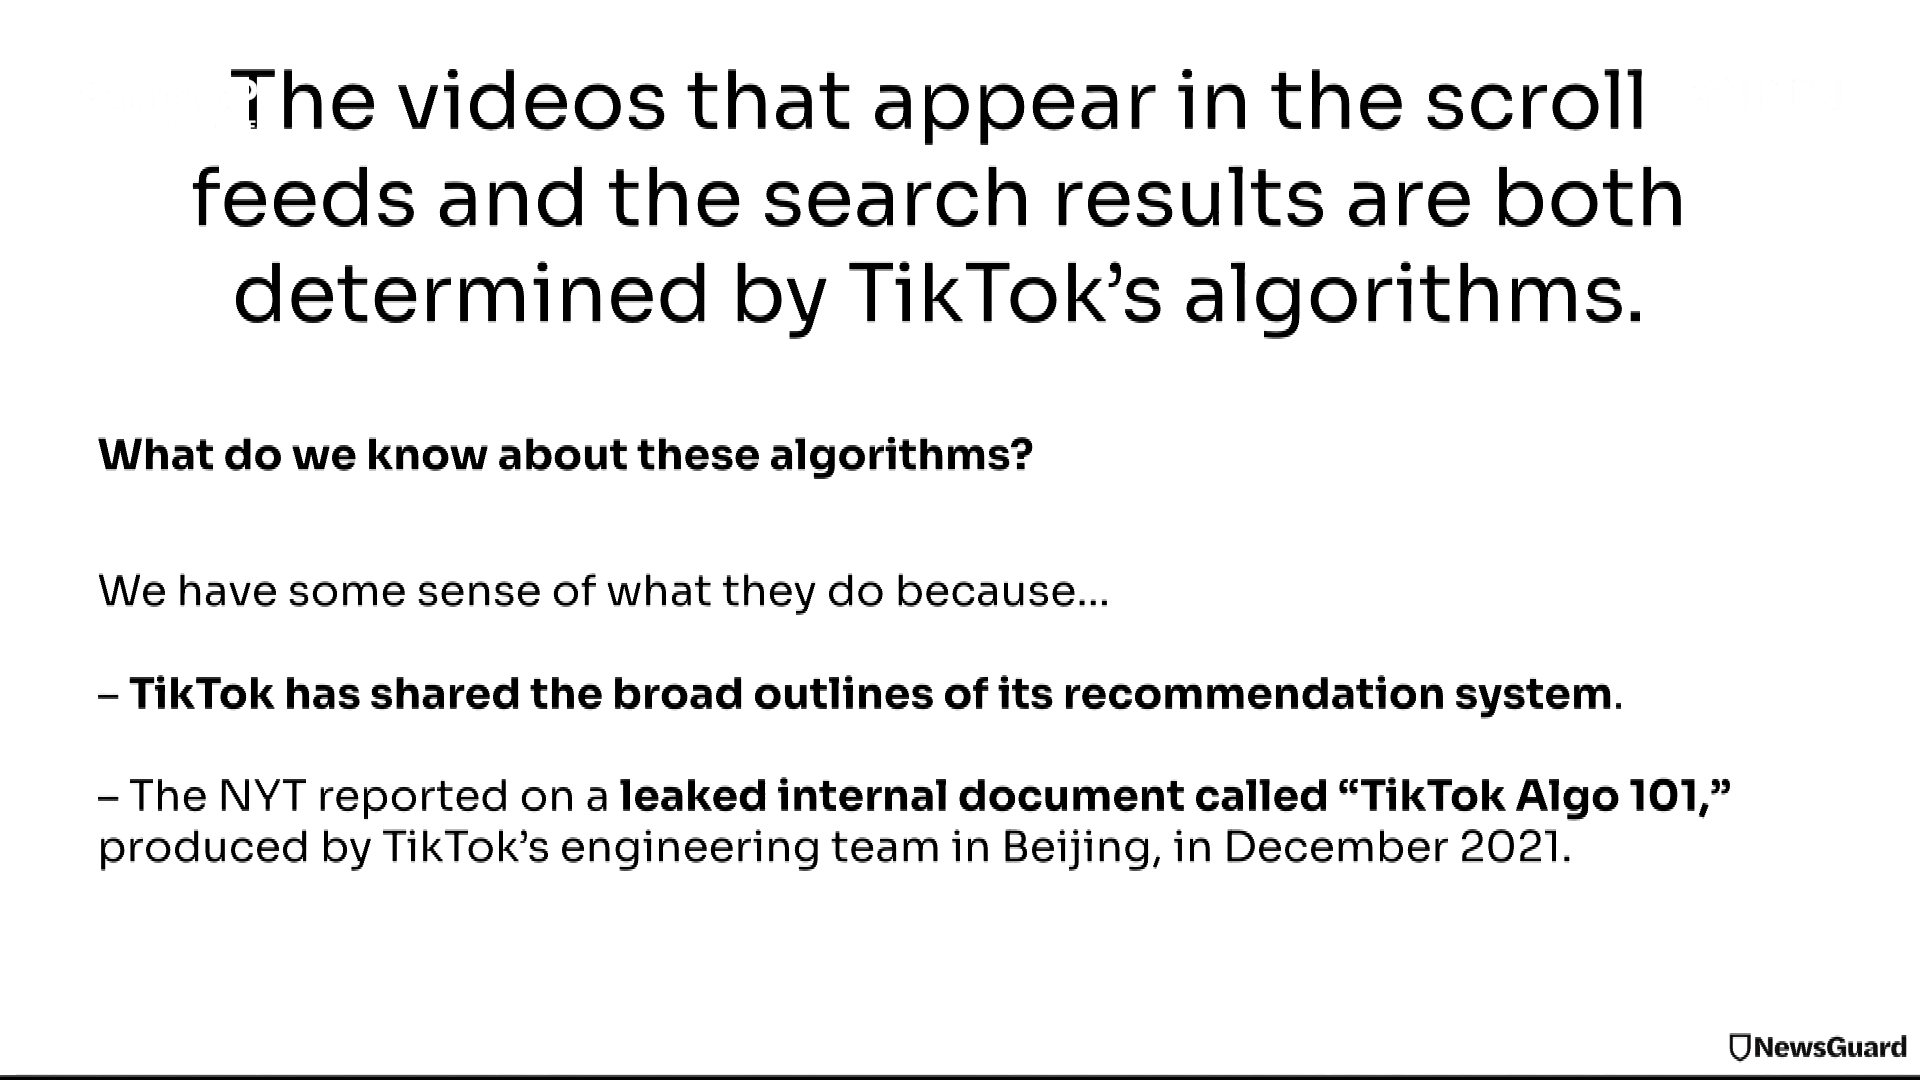 The videos that appear in the scroll
feeds and the search results are both
determined by TikTok’s algorithms.
What do we know about these algorithms?
We have some sense of what they do because...
– TikTok has shared the broad outlines of its recommendation system.
– The NYT reported on a leaked internal document called “TikTok Algo 101,”
produced by TikTok’s engineering team in Beijing, in December 2021.
NewsGuard